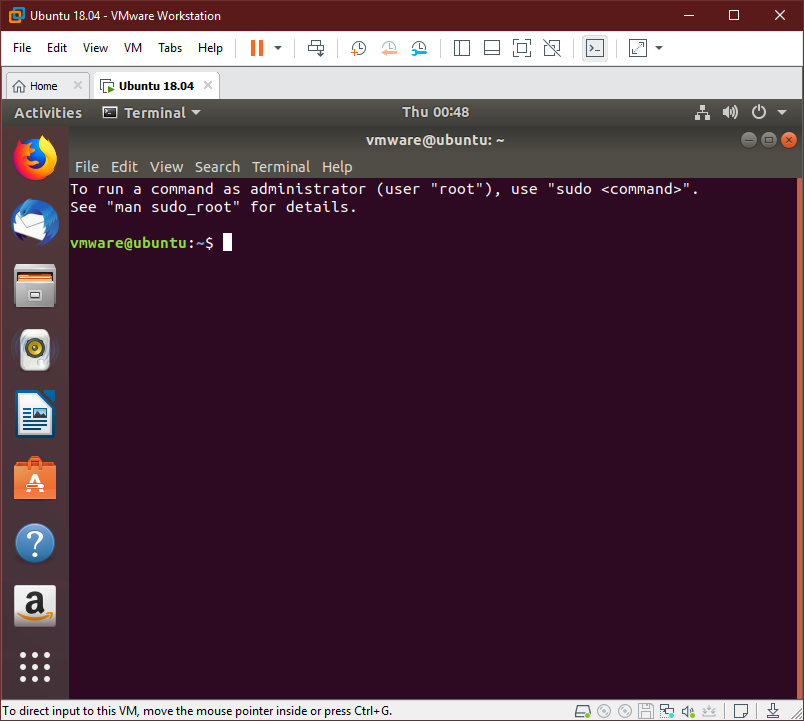 Ubuntu 18.04 - VMware Workstation
File Edit View VM Tabs Help
Home Ubuntu 18.04
Activities Terminal Thu 00:48
vmware@ubuntu: ~
File Edit View Search Terminal Help
To run a command as administrator (user "root"), use "sudo <command>".
See "man sudo_root" for details.
vmware@ubuntu:~$
?
a
To direct input to this VM, move the mouse pointer inside or press Ctrl+G.